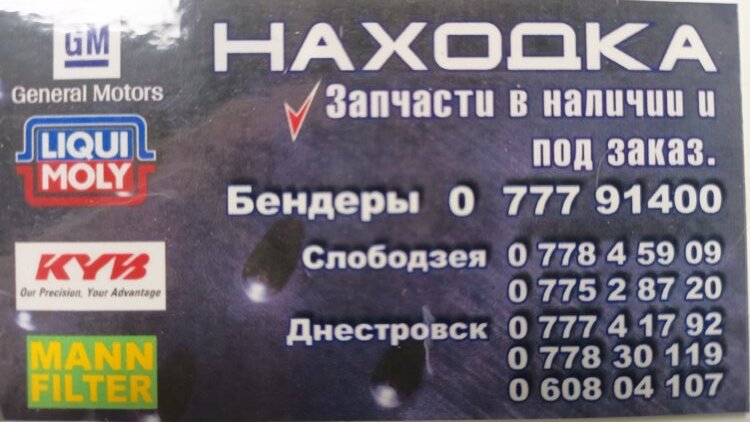 GM
General Motors
LIQUI
MOLY
KYB
Our Precision, Your Advantage
MANN
FILTER
НАХОДКА
Запчасти в наличии и
под заказ.
Бендеры 0 777 91400
Слободзея 0 778 4 59 09
0 775 2 87 20
Днестровск 0 777 4 17 92
0 778 30 119
0 608 04 107